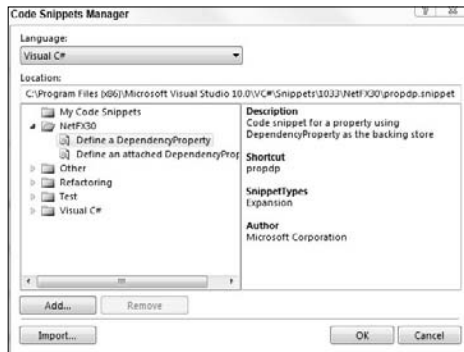 Code Snippets Manager
Language:
Visual C#
Location:
C:\Program Files (x86)\Microsoft Visual Studio 10.0\VC#\Snippets\1033\NetFX30\propdp.snippet
My Code Snippets
NetFX30
Define a DependencyProperty
Define an attached DependencyProp
Other
Refactoring
Test
Visual C#
Description
Code snippet for a property using
DependencyProperty as the backing store
Shortcut
propdp
SnippetTypes
Expansion
Author
Microsoft Corporation
Add...
Remove
Import...
OK
Cancel